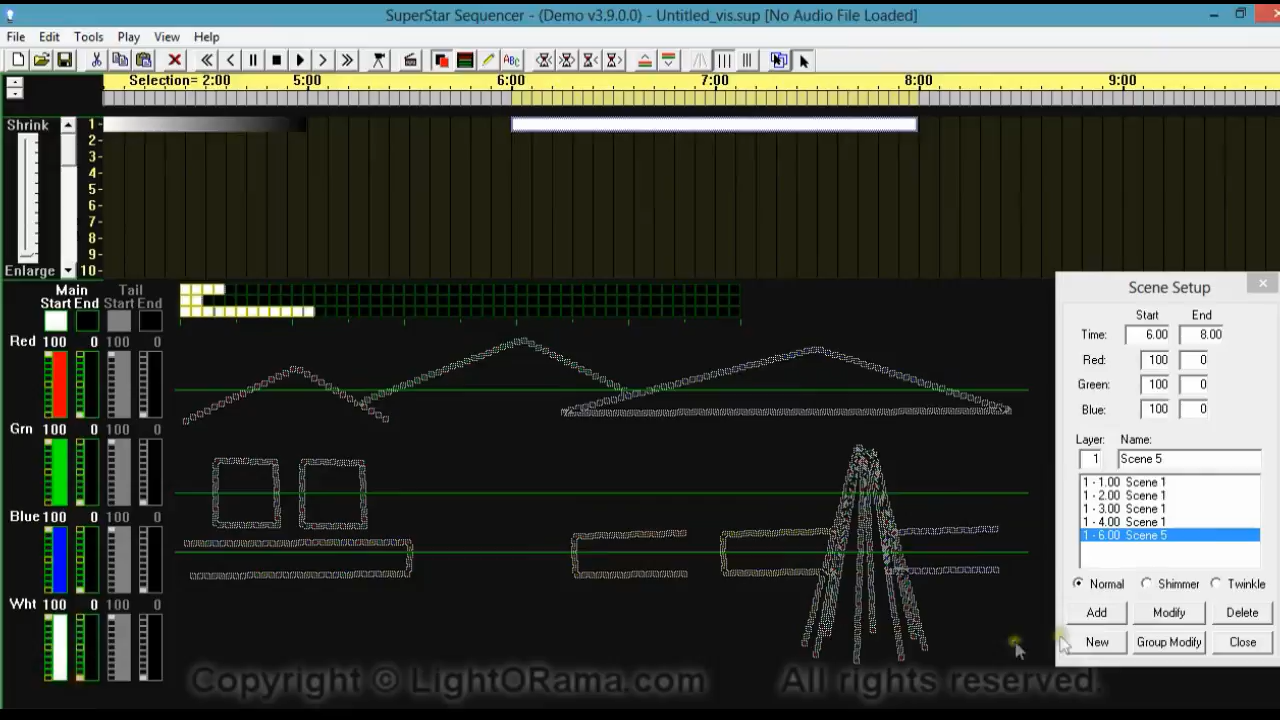 SuperStar Sequencer - (Demo v3.9.0.0) - Untitled_vis.sup [No Audio File Loaded]
File Edit Tools Play View Help
ABc
Selection= 2:00 5:00 6:00 7:00 8:00 9:00
Shrink
Enlarge
1
2
3
4
5
6
7
8
9
10
Main Tail
Start End Start End
Red 100 0 100 0
Grn 100 0 100 0
Blue 100 0 100 0
Wht 100 0 100 0
Scene Setup
Start End
Time: 6.00 8.00
Red: 100 0
Green: 100 0
Blue: 100 0
Layer: Name:
1 Scene 5
1 - 1.00 Scene 1
1 - 2.00 Scene 1
1 - 3.00 Scene 1
1 - 4.00 Scene 1
1 - 6.00 Scene 5
Normal Shimmer Twinkle
Add Modify Delete
New Group Modify Close
Copyright © LightORama.com All rights reserved.